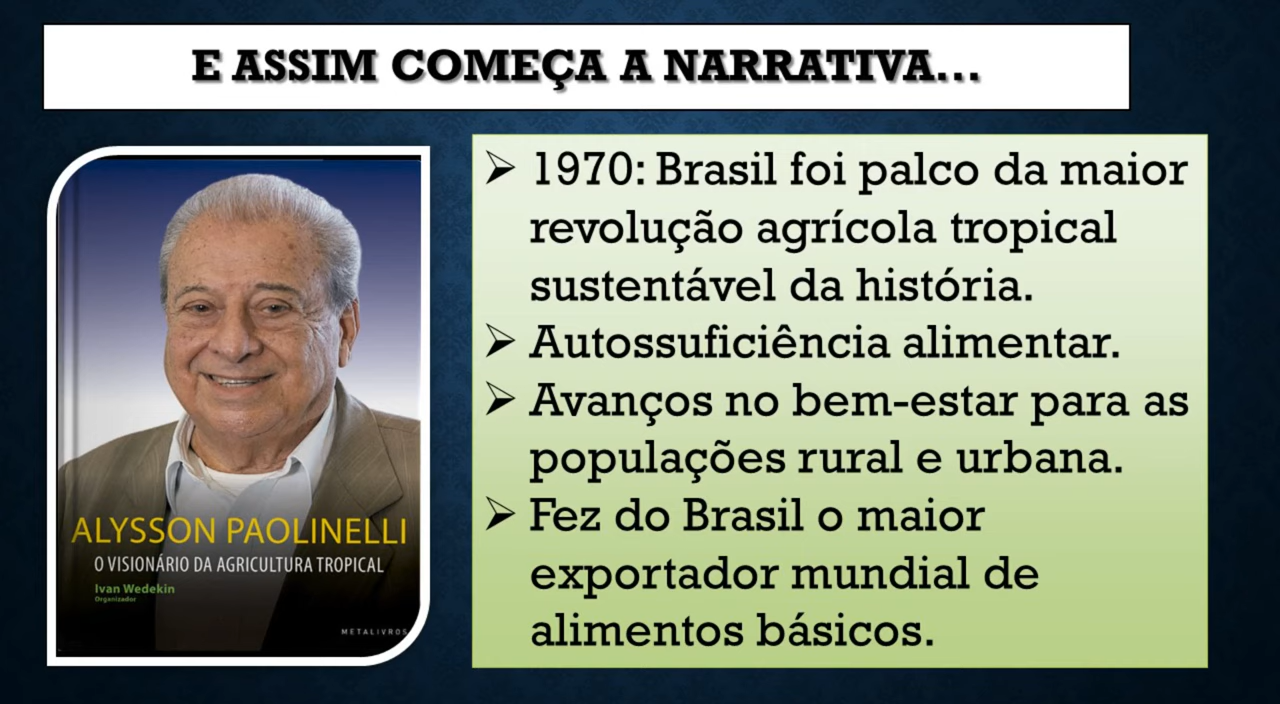 E ASSIM COMEÇA A NARRATIVA...
ALYSSON PAOLINELLI
O VISIONÁRIO DA AGRICULTURA TROPICAL
Ivan Wedekin
Organizador
METALIVROS
➢ 1970: Brasil foi palco da maior
revolução agrícola tropical
sustentável da história.
➢ Autossuficiência alimentar.
➢ Avanços no bem-estar para as
populações rural e urbana.
➢ Fez do Brasil o maior
exportador mundial de
alimentos básicos.